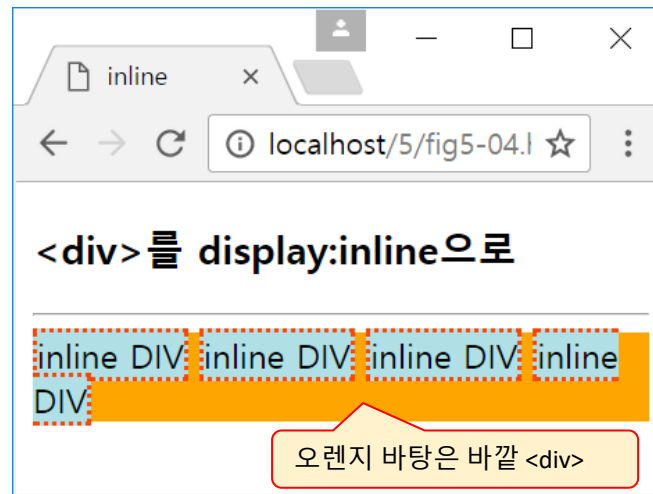 inline
localhost/5/fig5-04.
<div>를 display:inline으로
inline DIV inline DIV inline DIV inline
DIV
오렌지 바탕은 바깥 <div>